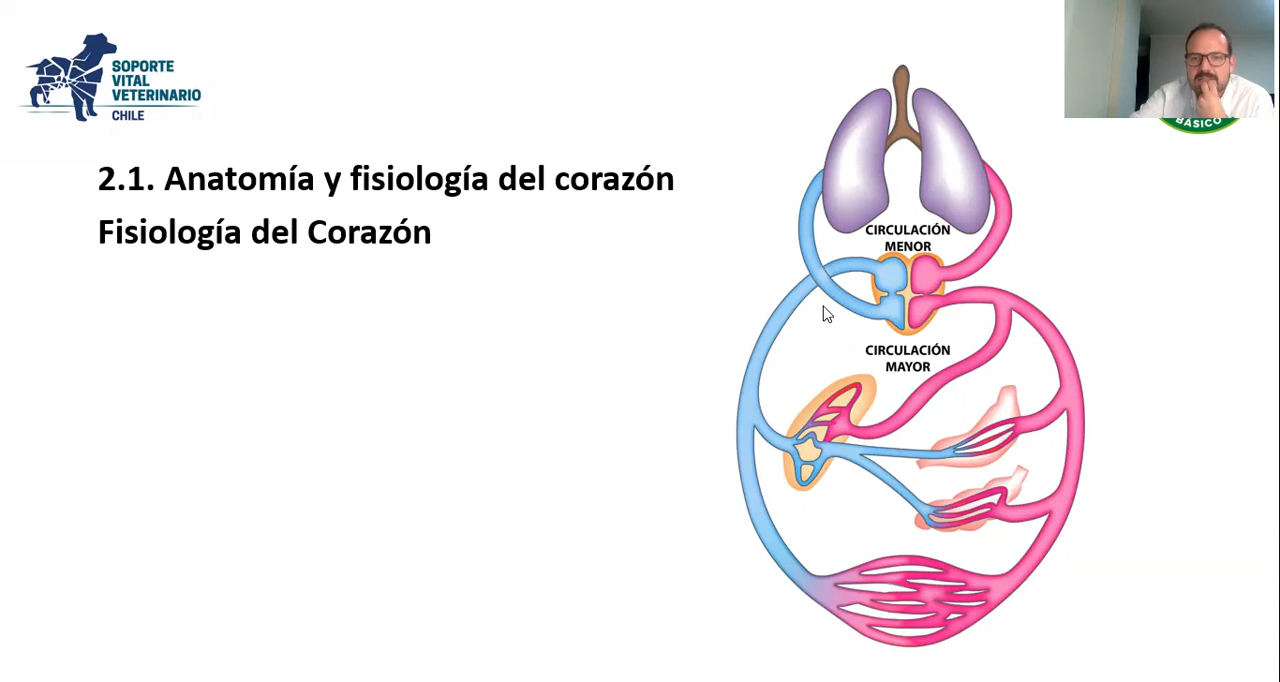 SOPORTE
VITAL
VETERINARIO
CHILE
BÁSICO
2.1. Anatomía y fisiología del corazón
Fisiología del Corazón
CIRCULACIÓN
MENOR
CIRCULACIÓN
MAYOR